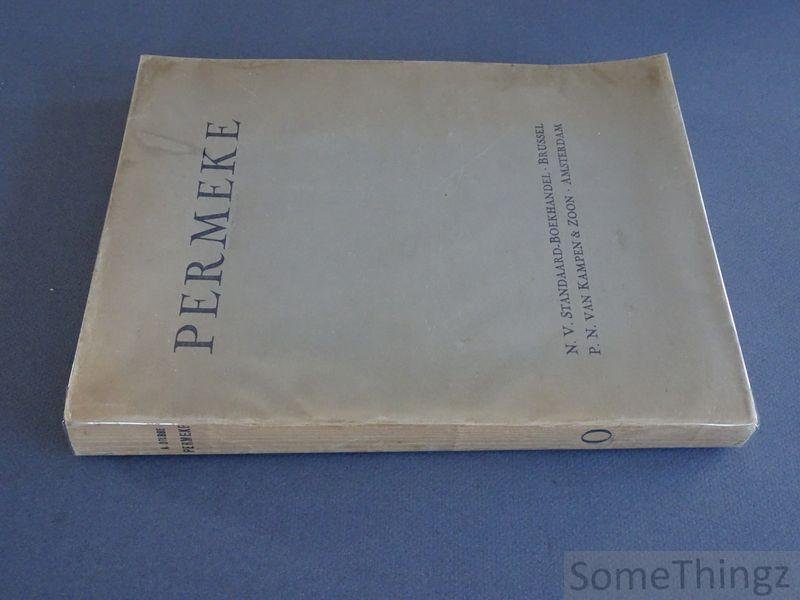 PERMEKE
N. V. STANDAARD-BOEKHANDEL · BRUSSEL
P. N. VAN KAMPEN & ZOON · AMSTERDAM
PERMEKE
SomeThingz